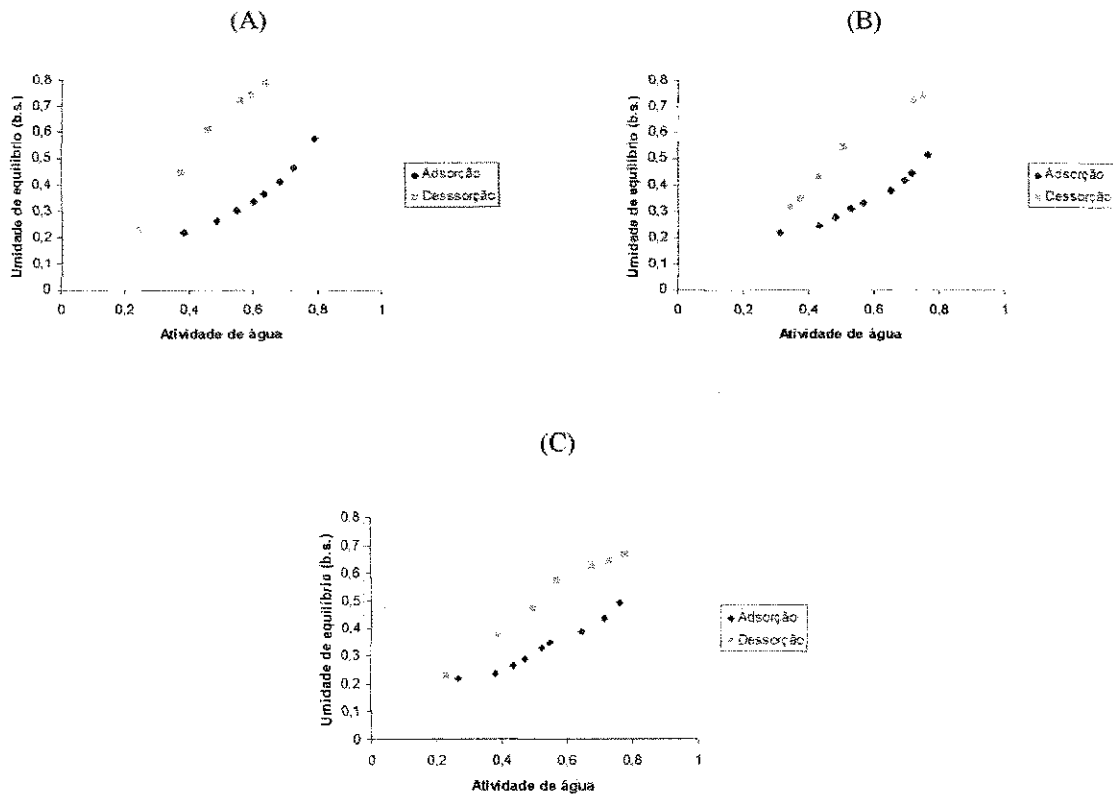 (A)
0,8
0,7
0,6
0,5
0,4
0,3
0,2
0,1
0
Umidade de equilíbrio (b.s.)
0 0,2 0,4 0,6 0,8 1
Atividade de água
Adsorção
Desssorção
(B)
0,8
0,7
0,6
0,5
0,4
0,3
0,2
0,1
0
Umidade de equilíbrio (b.s.)
0 0,2 0,4 0,6 0,8 1
Atividade de água
Adsorção
Dessorção
(C)
0.8
0,7
0,6
0,5
0,4
0,3
0,2
0,1
0
Umidade de equilíbrio (b.s.)
0 0,2 0,4 0,6 0,8 1
Atividade de água
Adsorção
Dessorção